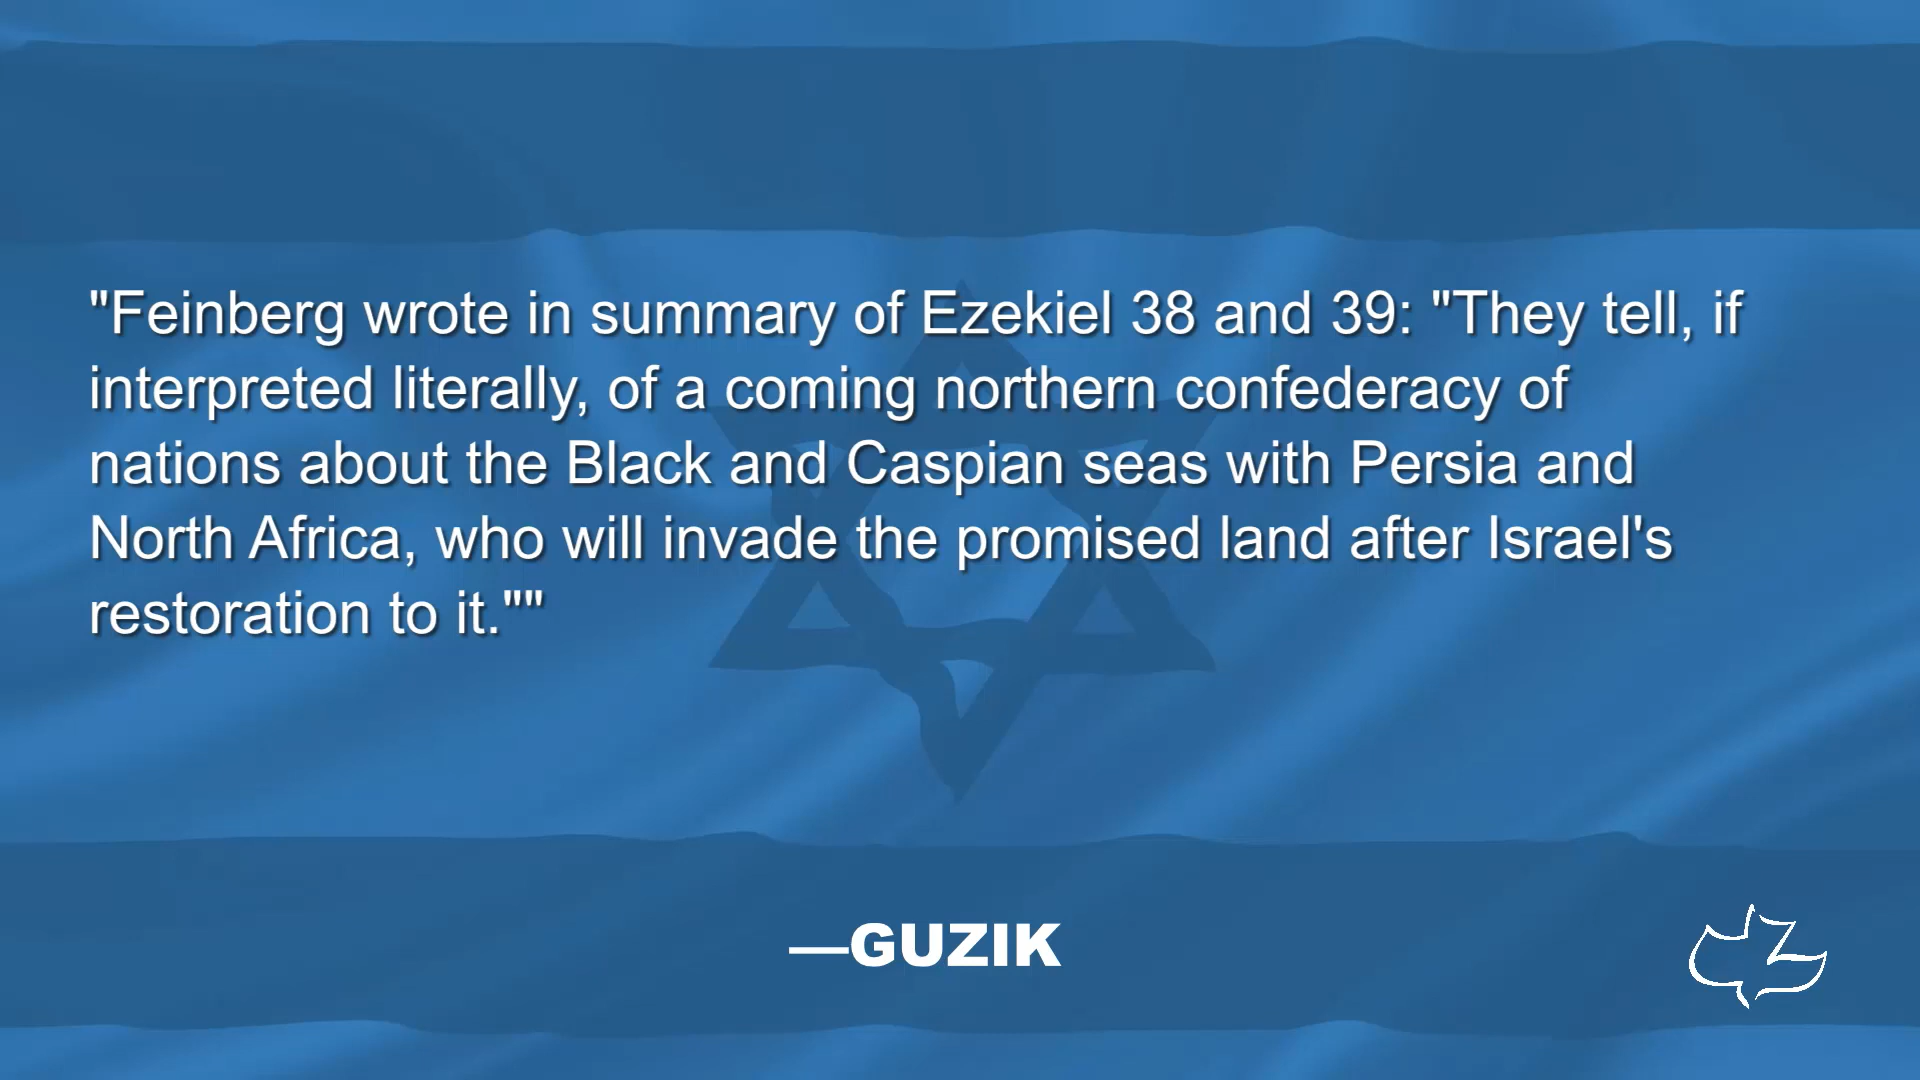 "Feinberg wrote in summary of Ezekiel 38 and 39: "They tell, if
interpreted literally, of a coming northern confederacy of
nations about the Black and Caspian seas with Persia and
North Africa, who will invade the promised land after Israel's
restoration to it.""
—GUZIK